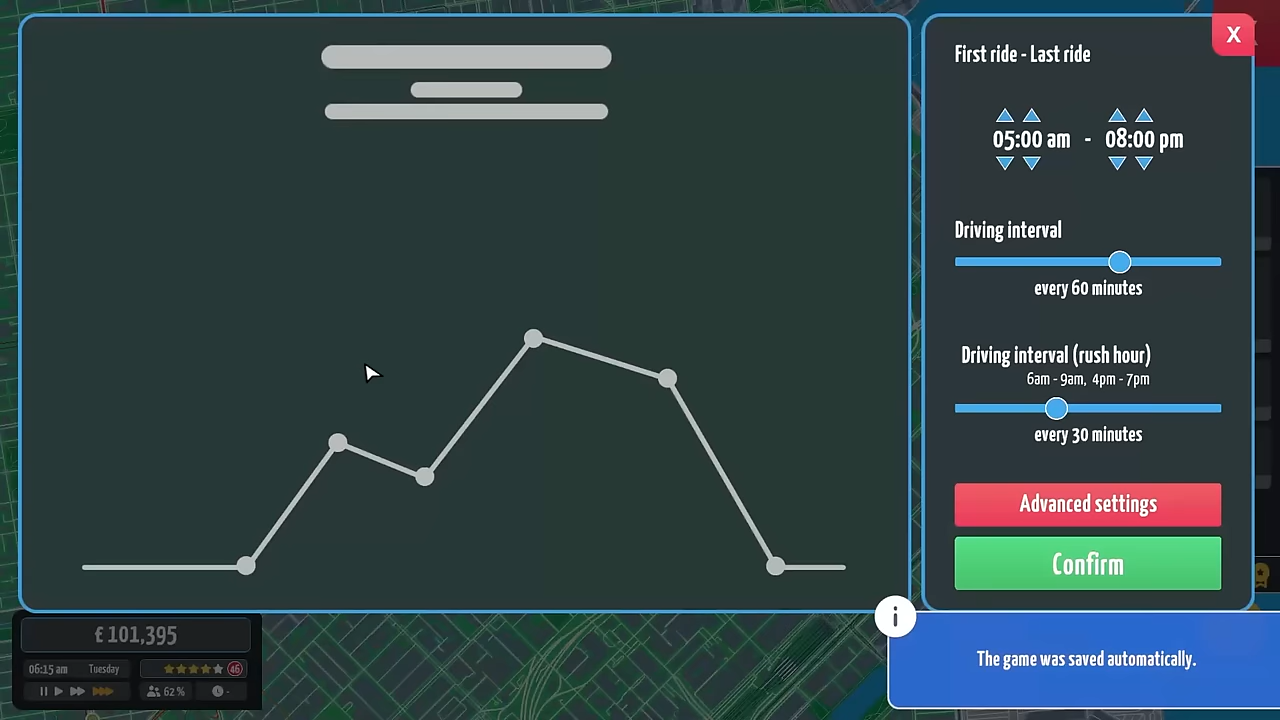 X
First ride - Last ride
05:00 am - 08:00 pm
Driving interval
every 60 minutes
Driving interval (rush hour)
6am - 9am, 4pm - 7pm
every 30 minutes
Advanced settings
Confirm
i
The game was saved automatically.
£ 101,395
06:15 am Tuesday 46
62 % -